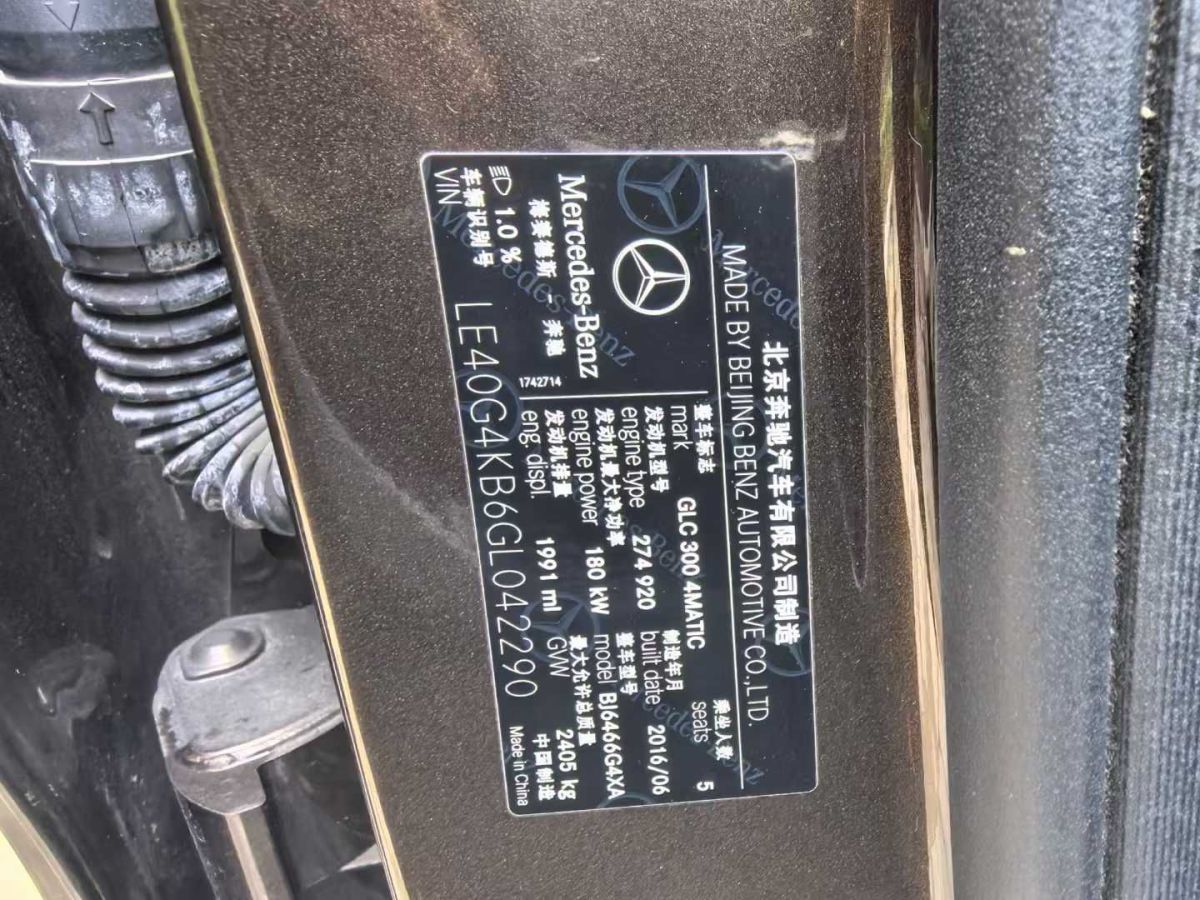 北京奔驰汽车有限公司制造
MADE BY BEIJING BENZ AUTOMOTIVE CO.,LTD.
Mercedes-Benz
梅赛德斯 - 奔驰
1742714
整车标志
mark GLC 300 4MATIC
乘坐人数
seats 5
发动机型号
engine type 274 920
制造年月
built date 2016/06
发动机最大净功率
engine power 180 kW
整车型号
model BJ6466G4XA
发动机排量
eng. displ. 1991 ml
最大允许总质量
GVW 2405 kg
1.0 %
车辆识别号
VIN LE40G4KB6GL042290
中国制造
Made in China